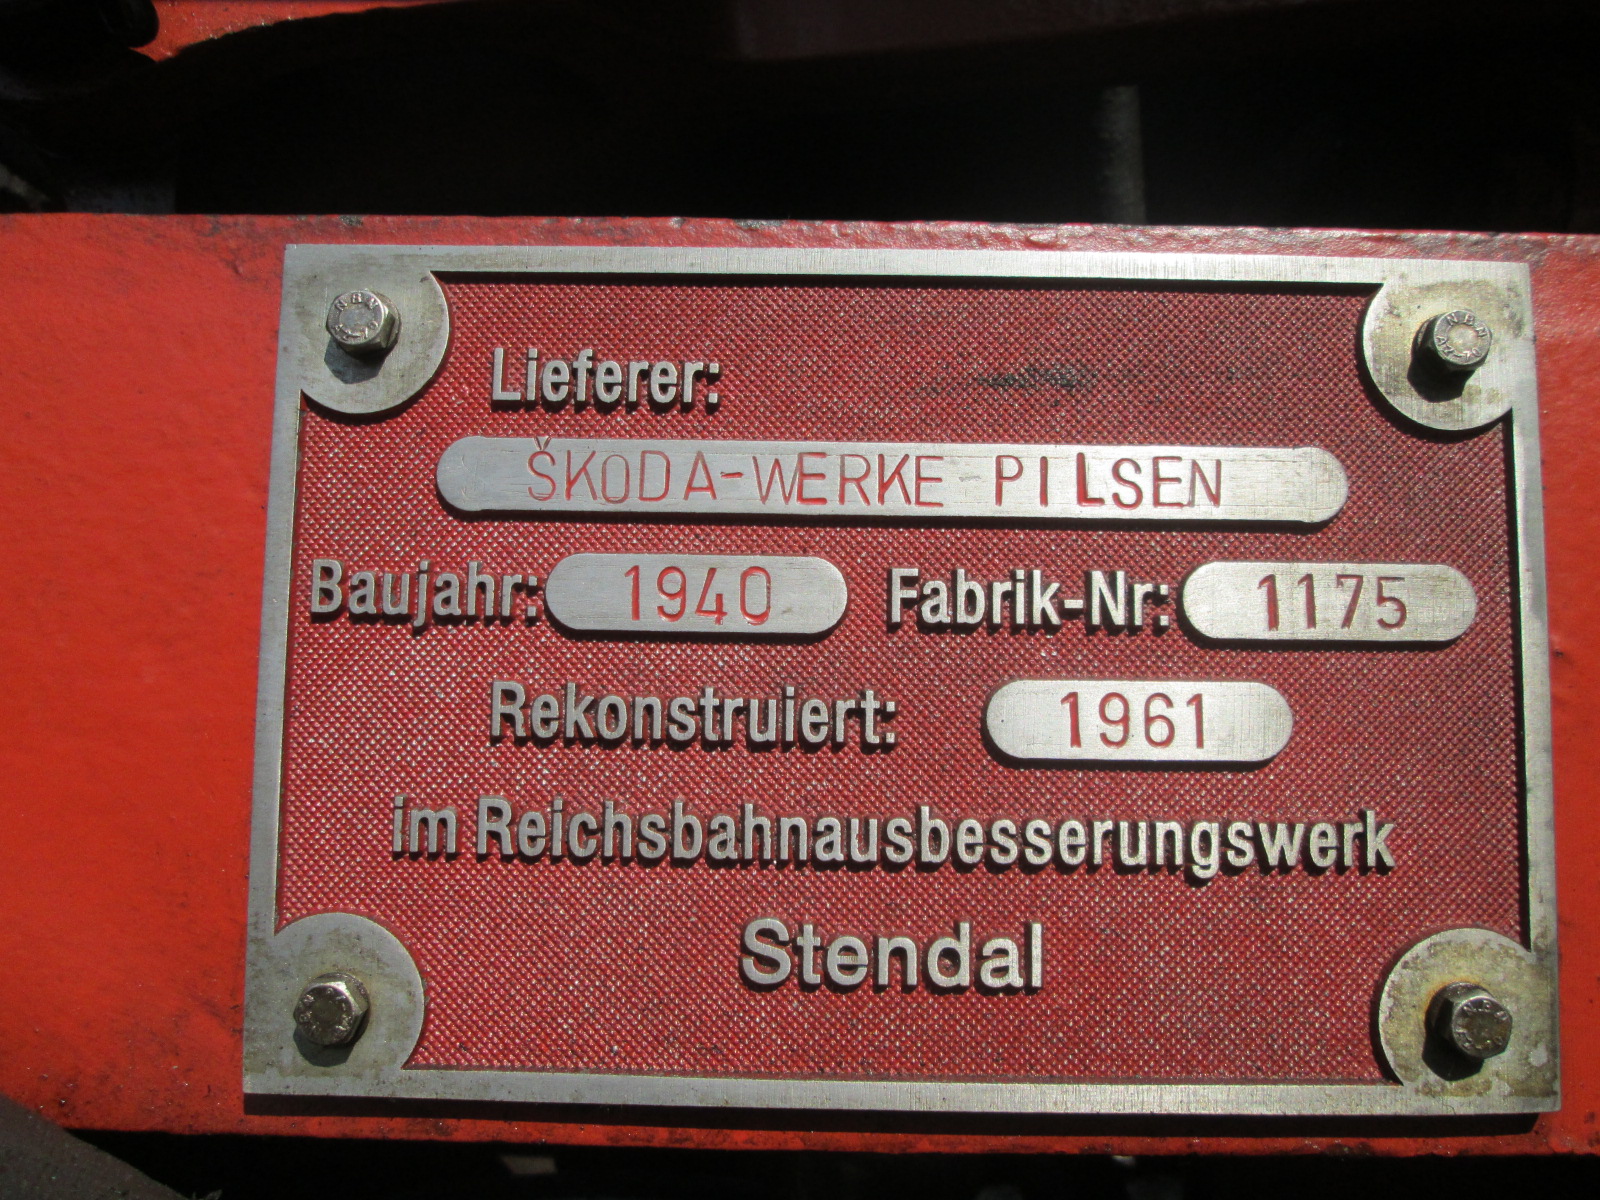 Lieferer:
ŠKODA-WERKE PILSEN
Baujahr: 1940 Fabrik-Nr: 1175
Rekonstruiert: 1961
im Reichsbahnausbesserungswerk
Stendal